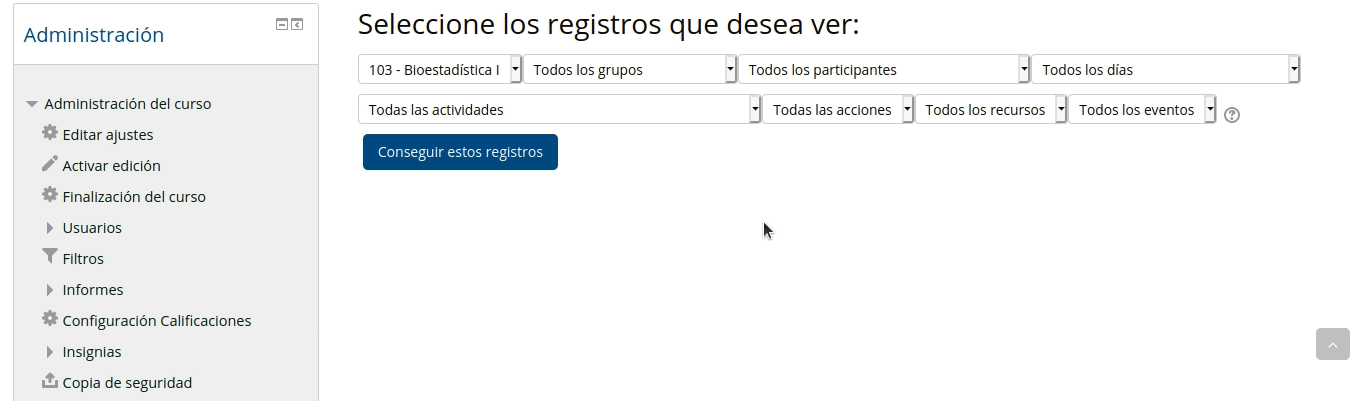 Administración
Administración del curso
Editar ajustes
Activar edición
Finalización del curso
Usuarios
Filtros
Informes
Configuración Calificaciones
Insignias
Copia de seguridad
Seleccione los registros que desea ver:
103 - Bioestadística I Todos los grupos Todos los participantes Todos los días
Todas las actividades Todas las acciones Todos los recursos Todos los eventos
Conseguir estos registros